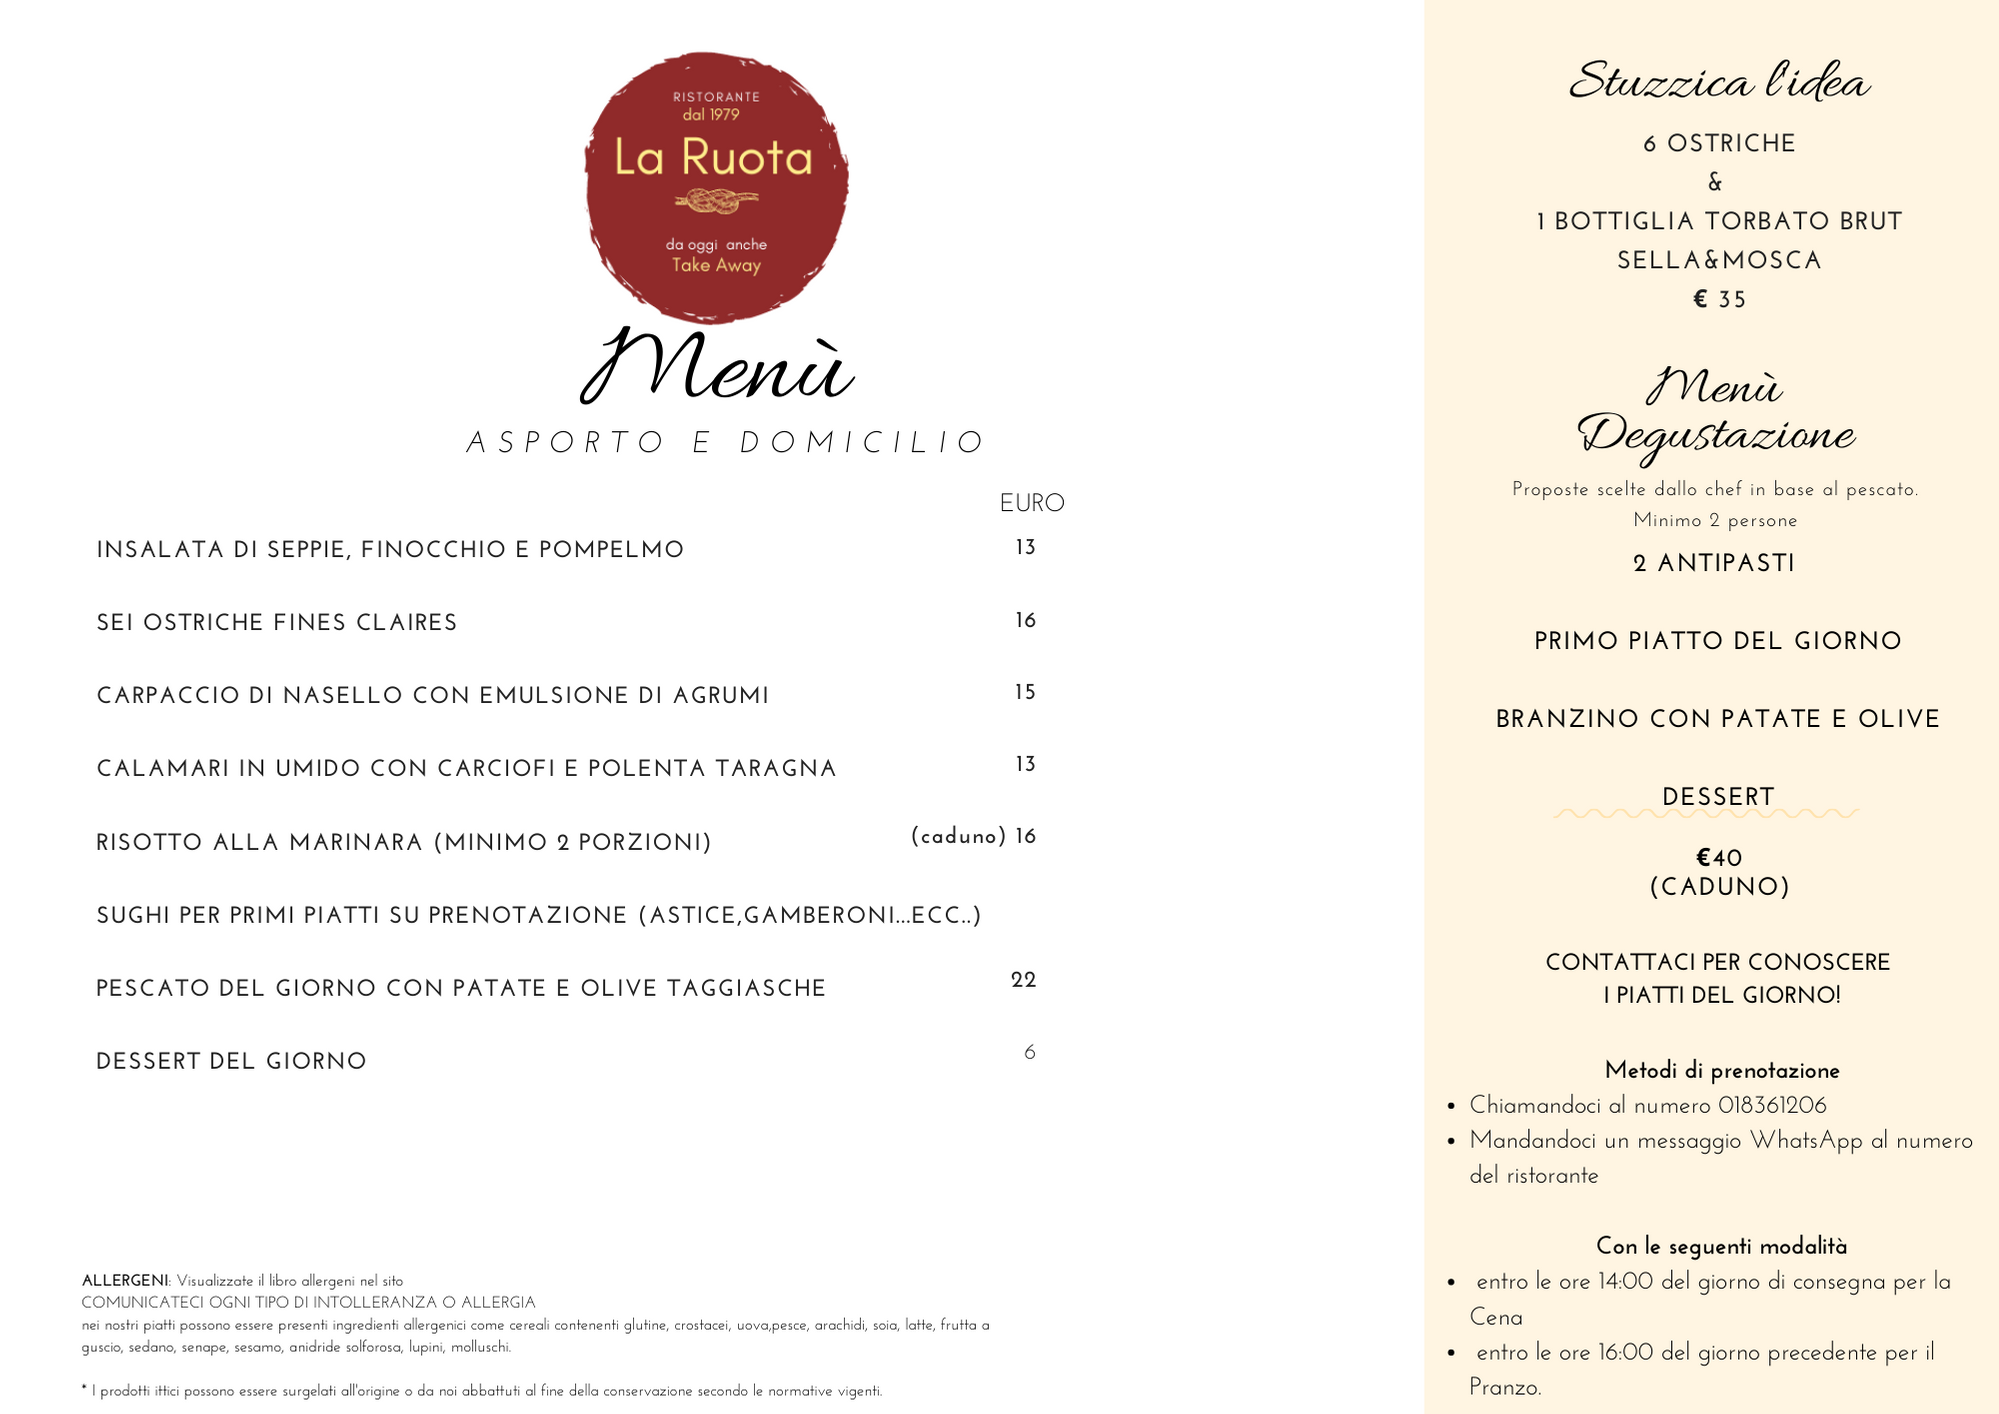 RISTORANTE
dal 1979
La Ruota
da oggi anche
Take Away
Menù
ASPORTO E DOMICILIO
EURO
INSALATA DI SEPPIE, FINOCCHIO E POMPELMO 13
SEI OSTRICHE FINES CLAIRES 16
CARPACCIO DI NASELLO CON EMULSIONE DI AGRUMI 15
CALAMARI IN UMIDO CON CARCIOFI E POLENTA TARAGNA 13
RISOTTO ALLA MARINARA (MINIMO 2 PORZIONI) (caduno) 16
SUGHI PER PRIMI PIATTI SU PRENOTAZIONE (ASTICE,GAMBERONI...ECC..)
PESCATO DEL GIORNO CON PATATE E OLIVE TAGGIASCHE 22
DESSERT DEL GIORNO 6
ALLERGENI: Visualizzate il libro allergeni nel sito
COMUNICATECI OGNI TIPO DI INTOLLERANZA O ALLERGIA
nei nostri piatti possono essere presenti ingredienti allergenici come cereali contenenti glutine, crostacei, uova,pesce, arachidi, soia, latte, frutta a
guscio, sedano, senape, sesamo, anidride solforosa, lupini, molluschi.
* I prodotti ittici possono essere surgelati all'origine o da noi abbattuti al fine della conservazione secondo le normative vigenti.
Stuzzica l'idea
6 OSTRICHE
&
1 BOTTIGLIA TORBATO BRUT
SELLA&MOSCA
€ 35
Menù
Degustazione
Proposte scelte dallo chef in base al pescato.
Minimo 2 persone
2 ANTIPASTI
PRIMO PIATTO DEL GIORNO
BRANZINO CON PATATE E OLIVE
DESSERT
€40
(CADUNO)
CONTATTACI PER CONOSCERE
I PIATTI DEL GIORNO!
Metodi di prenotazione
• Chiamandoci al numero 018361206
• Mandandoci un messaggio WhatsApp al numero
del ristorante
Con le seguenti modalità
• entro le ore 14:00 del giorno di consegna per la
Cena
• entro le ore 16:00 del giorno precedente per il
Pranzo.